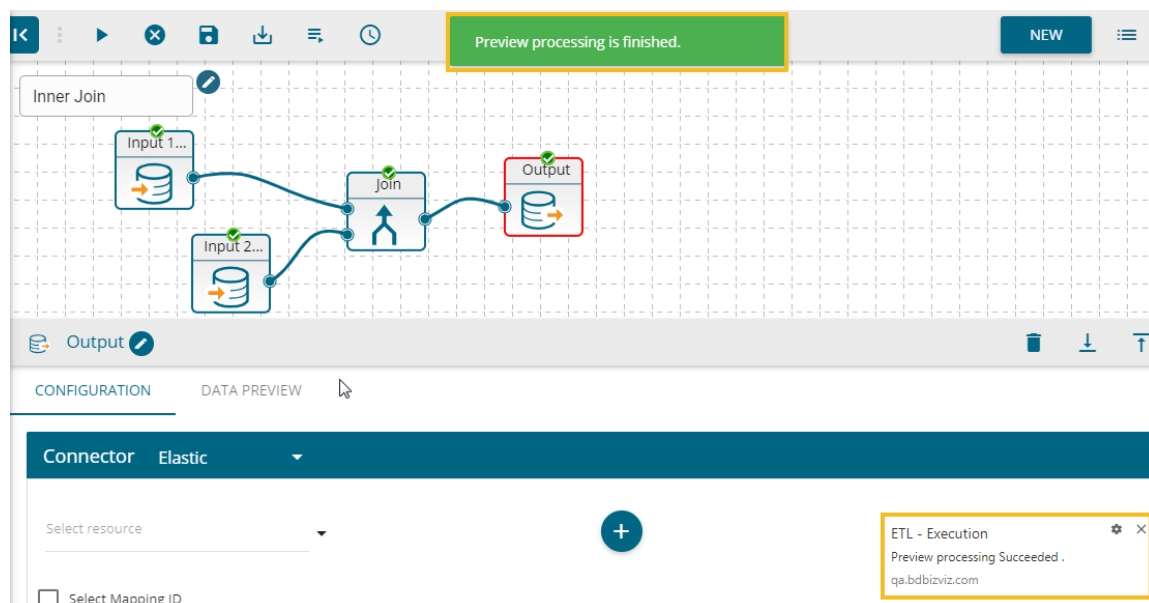 Preview processing is finished.
NEW
Inner Join
Input 1...
Join
Output
Input 2...
Output
CONFIGURATION
DATA PREVIEW
Connector
Elastic
Select resource
ETL - Execution
Preview processing Succeeded .
qa.bdbizviz.com
Select Mapping ID